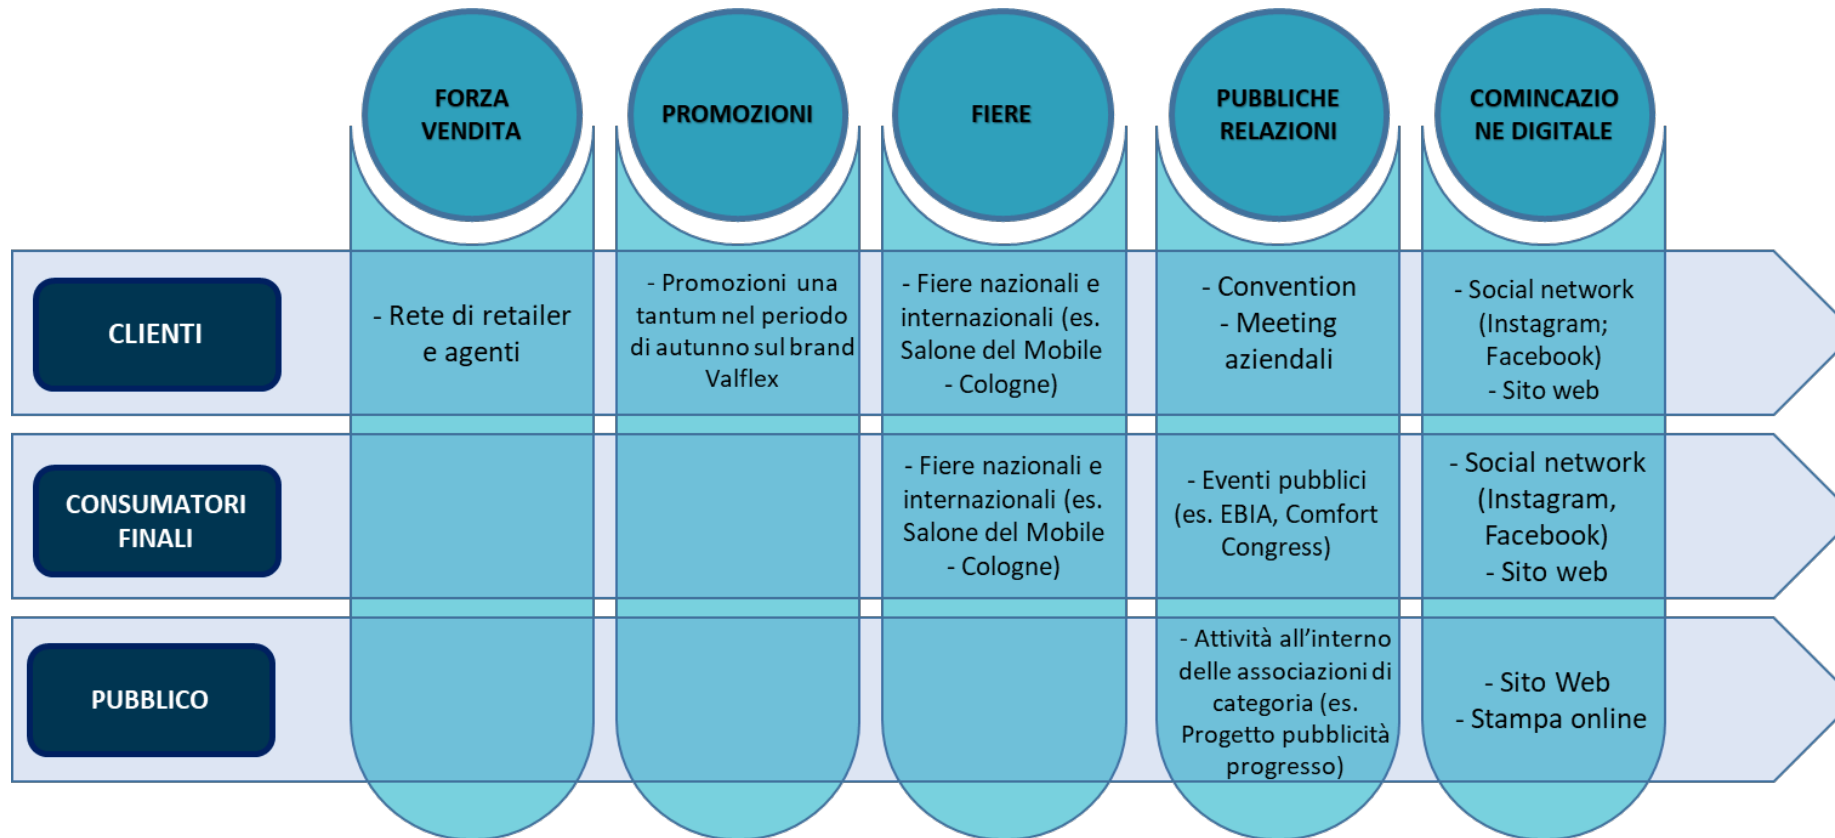 FORZA
VENDITA
PROMOZIONI
FIERE
PUBBLICHE
RELAZIONI
COMINCAZIO
NE DIGITALE
CLIENTI
- Rete di retailer
e agenti
- Promozioni una
tantum nel periodo
di autunno sul brand
Valflex
- Fiere nazionali e
internazionali (es.
Salone del Mobile
- Cologne)
- Convention
- Meeting
aziendali
- Social network
(Instagram;
Facebook)
- Sito web
CONSUMATORI
FINALI
- Fiere nazionali e
internazionali (es.
Salone del Mobile
- Cologne)
- Eventi pubblici
(es. EBIA, Comfort
Congress)
- Social network
(Instagram,
Facebook)
- Sito web
PUBBLICO
- Attività all’interno
delle associazioni di
categoria (es.
Progetto pubblicità
progresso)
- Sito Web
- Stampa online